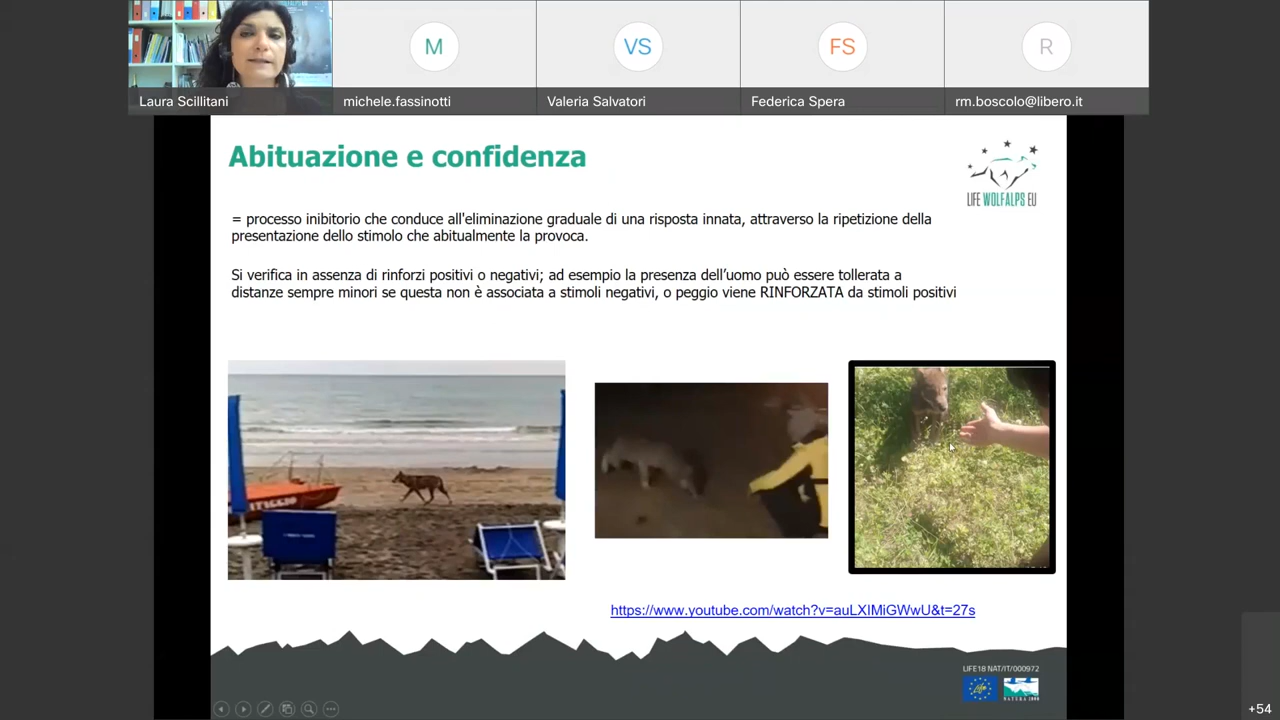 M
VS
FS
R
Laura Scillitani
michele.fassinotti
Valeria Salvatori
Federica Spera
rm.boscolo@libero.it
Abituazione e confidenza
LIFE WOLFALPS EU
= processo inibitorio che conduce all'eliminazione graduale di una risposta innata, attraverso la ripetizione della
presentazione dello stimolo che abitualmente la provoca.
Si verifica in assenza di rinforzi positivi o negativi; ad esempio la presenza dell’uomo può essere tollerata a
distanze sempre minori se questa non è associata a stimoli negativi, o peggio viene RINFORZATA da stimoli positivi
https://www.youtube.com/watch?v=auLXIMiGWwU&t=27s
LIFE18 NAT/IT/000972
Life
NATURA 2000
+54